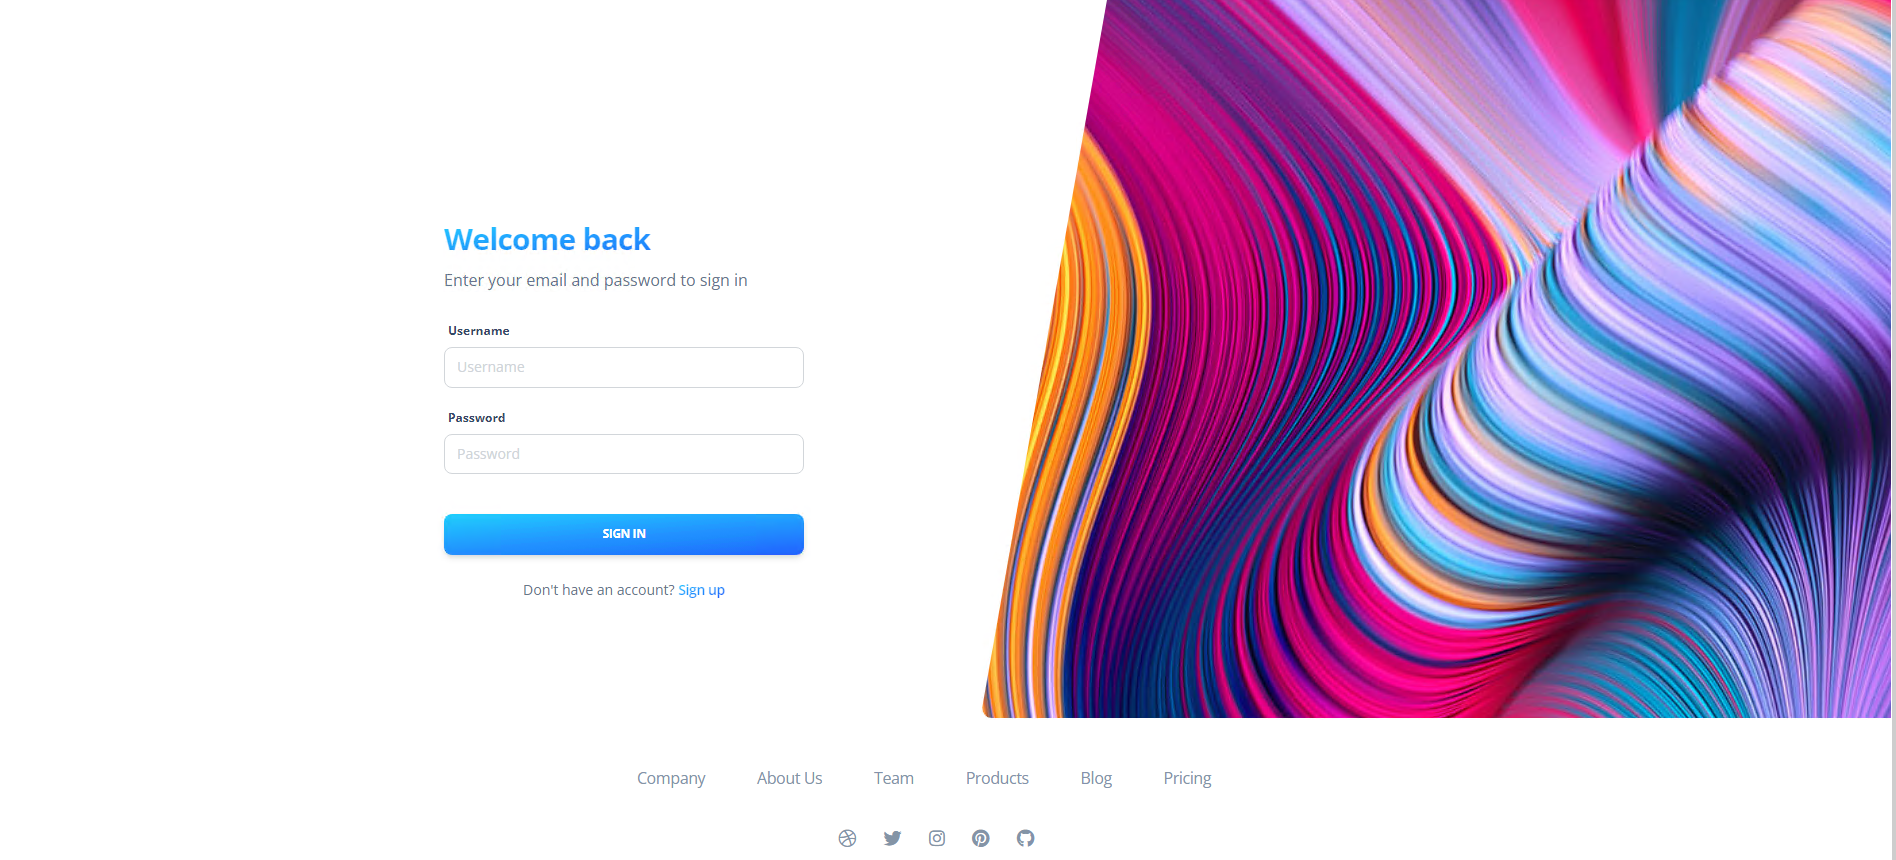 Welcome back
Enter your email and password to sign in
Username
Username
Password
Password
SIGN IN
Don't have an account? Sign up
Company About Us Team Products Blog Pricing